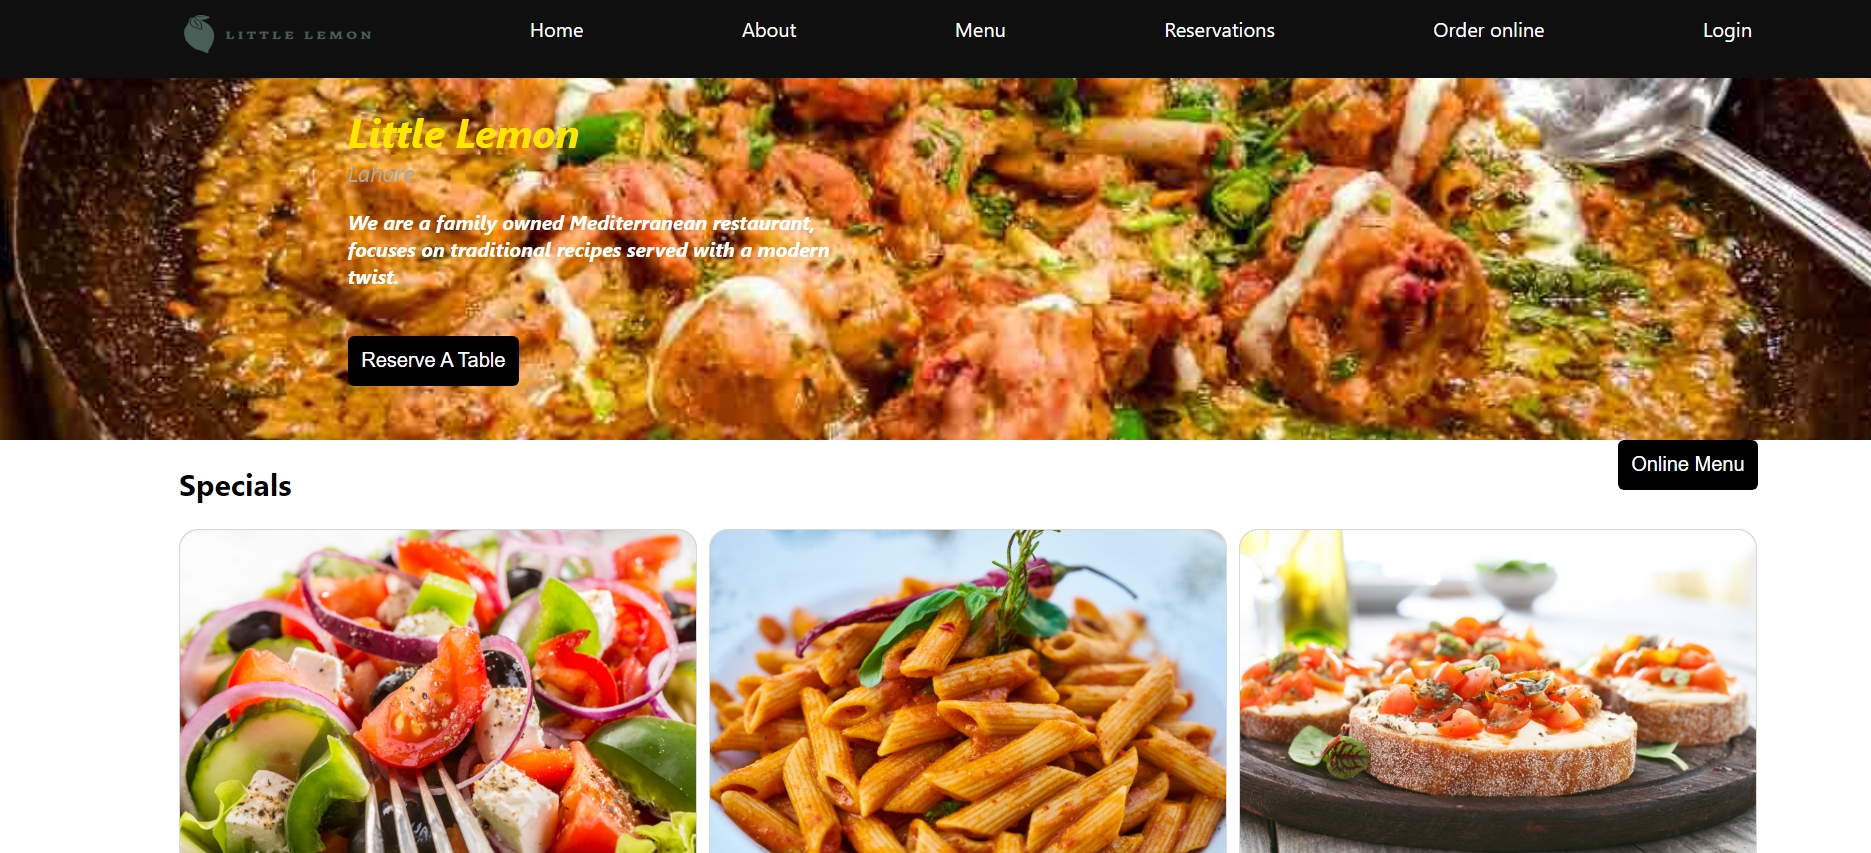 LITTLE LEMON
Home
About
Menu
Reservations
Order online
Login
Little Lemon
Lahore
We are a family owned Mediterranean restaurant,
focuses on traditional recipes served with a modern
twist.
Reserve A Table
Online Menu
Specials